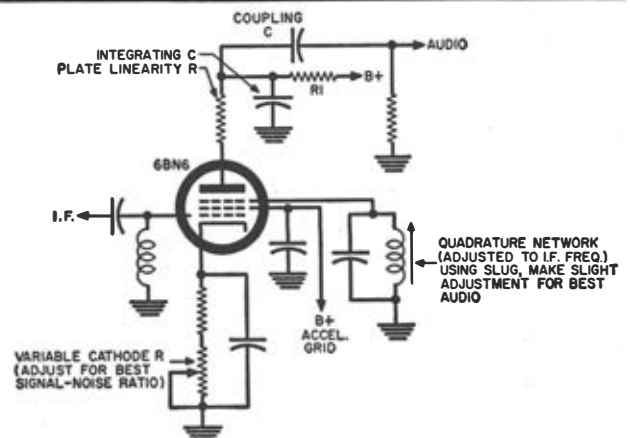 COUPLING
C
AUDIO
INTEGRATING C
PLATE LINEARITY R
R1
B+
6BN6
I.F.
QUADRATURE NETWORK
(ADJUSTED TO I.F. FREQ.)
USING SLUG, MAKE SLIGHT
ADJUSTMENT FOR BEST
AUDIO
B+
ACCEL.
GRID
VARIABLE CATHODE R
(ADJUST FOR BEST
SIGNAL-NOISE RATIO)